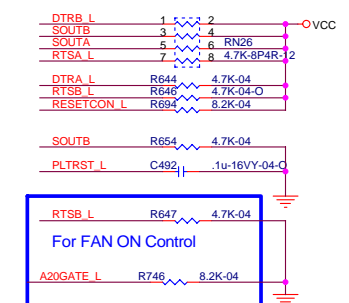 DTRB_L 1 2 VCC
SOUTB 3 4
SOUTA 5 6 RN26
RTSA_L 7 8 4.7K-8P4R-12
DTRA_L R644 4.7K-04
RTSB_L R646 4.7K-04-O
RESETCON_L R694 8.2K-04
SOUTB R654 4.7K-04
PLTRST_L C492 .1u-16VY-04-O
RTSB_L R647 4.7K-04
For FAN ON Control
A20GATE_L R746 8.2K-04